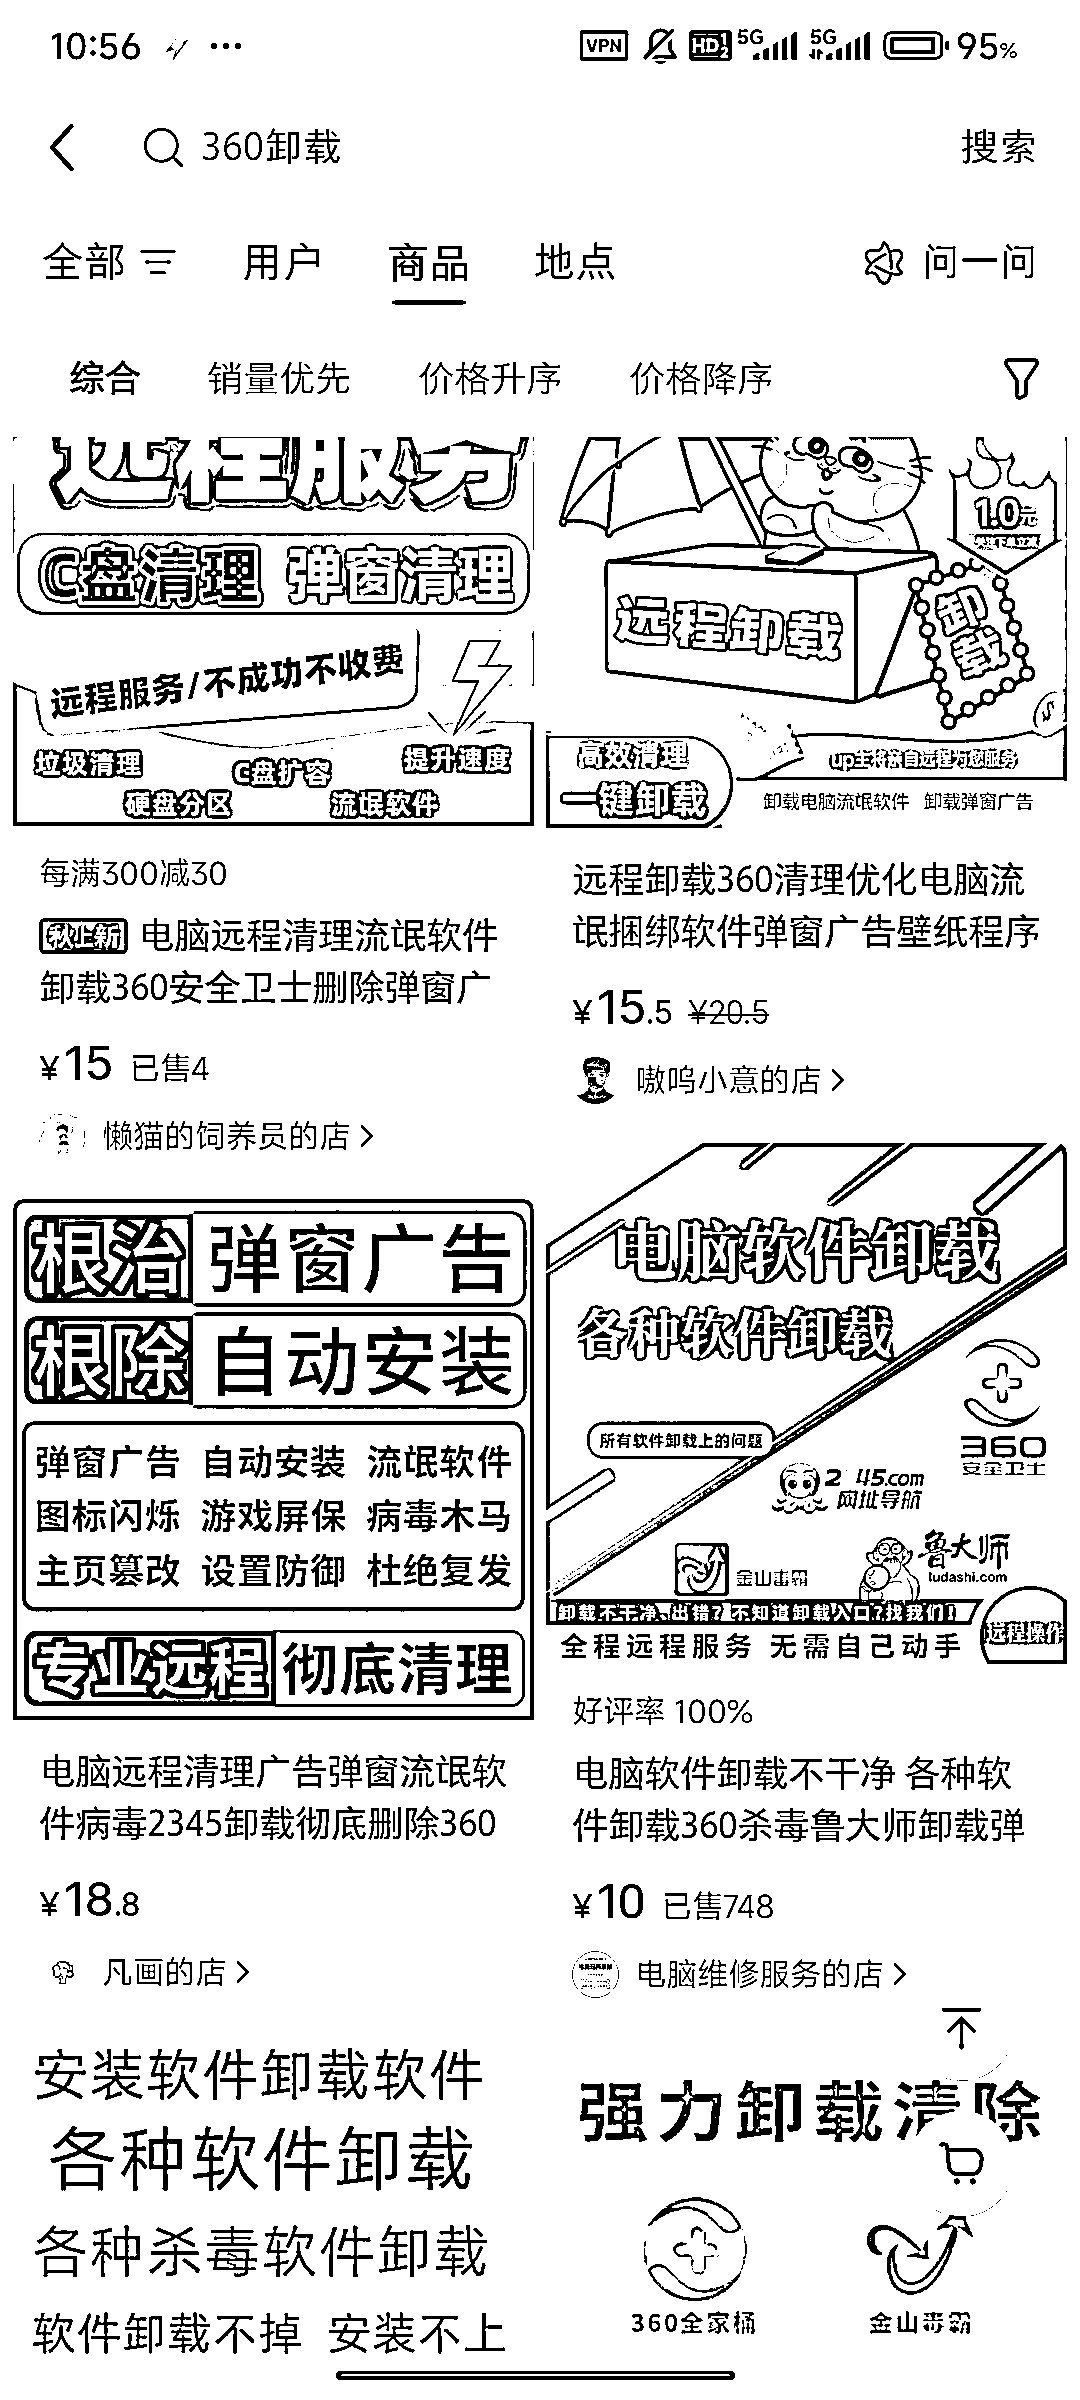 10:56 ... VPN HD 5G 5G 95%
360卸载 搜索
全部 用户 商品 地点 问一问
综合 销量优先 价格升序 价格降序
远程服务
C盘清理 弹窗清理
远程服务/不成功不收费
垃圾清理 C盘扩容 提升速度
硬盘分区 流氓软件
每满300减30
秋上新 电脑远程清理流氓软件
卸载360安全卫士删除弹窗广
¥15 已售4
懒猫的饲养员的店
1.0元
远程卸载
卸载
高效清理
一键卸载
up主将亲自远程为您服务
卸载电脑流氓软件 卸载弹窗广告
远程卸载360清理优化电脑流
氓捆绑软件弹窗广告壁纸程序
¥15.5 ¥20.5
嗷呜小意的店
根治 弹窗广告
根除 自动安装
弹窗广告 自动安装 流氓软件
图标闪烁 游戏屏保 病毒木马
主页篡改 设置防御 杜绝复发
专业远程 彻底清理
电脑远程清理广告弹窗流氓软
件病毒2345卸载彻底删除360
¥18.8
凡画的店
电脑软件卸载
各种软件卸载
所有软件卸载上的问题
360
安全卫士
2345.com
网址导航
金山毒霸
鲁大师
ludashi.com
卸载不干净、出错?不知道卸载入口?找我们!
全程远程服务 无需自己动手
远程操作
好评率 100%
电脑软件卸载不干净 各种软
件卸载360杀毒鲁大师卸载弹
¥10 已售748
电脑维修服务的店
安装软件卸载软件
各种软件卸载
各种杀毒软件卸载
软件卸载不掉 安装不上
强力卸载清除
360全家桶 金山毒霸